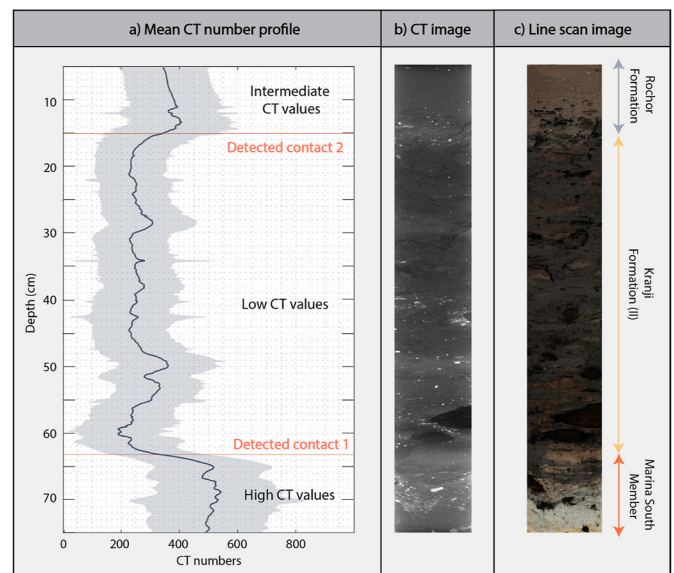 a) Mean CT number profile
b) CT image
c) Line scan image
Intermediate
CT values
Detected contact 2
Low CT values
Detected contact 1
High CT values
Depth (cm)
10
20
30
40
50
60
70
0
200
400
600
800
CT numbers
Rochor
Formation
Kranji
Formation (II)
Marina South
Member